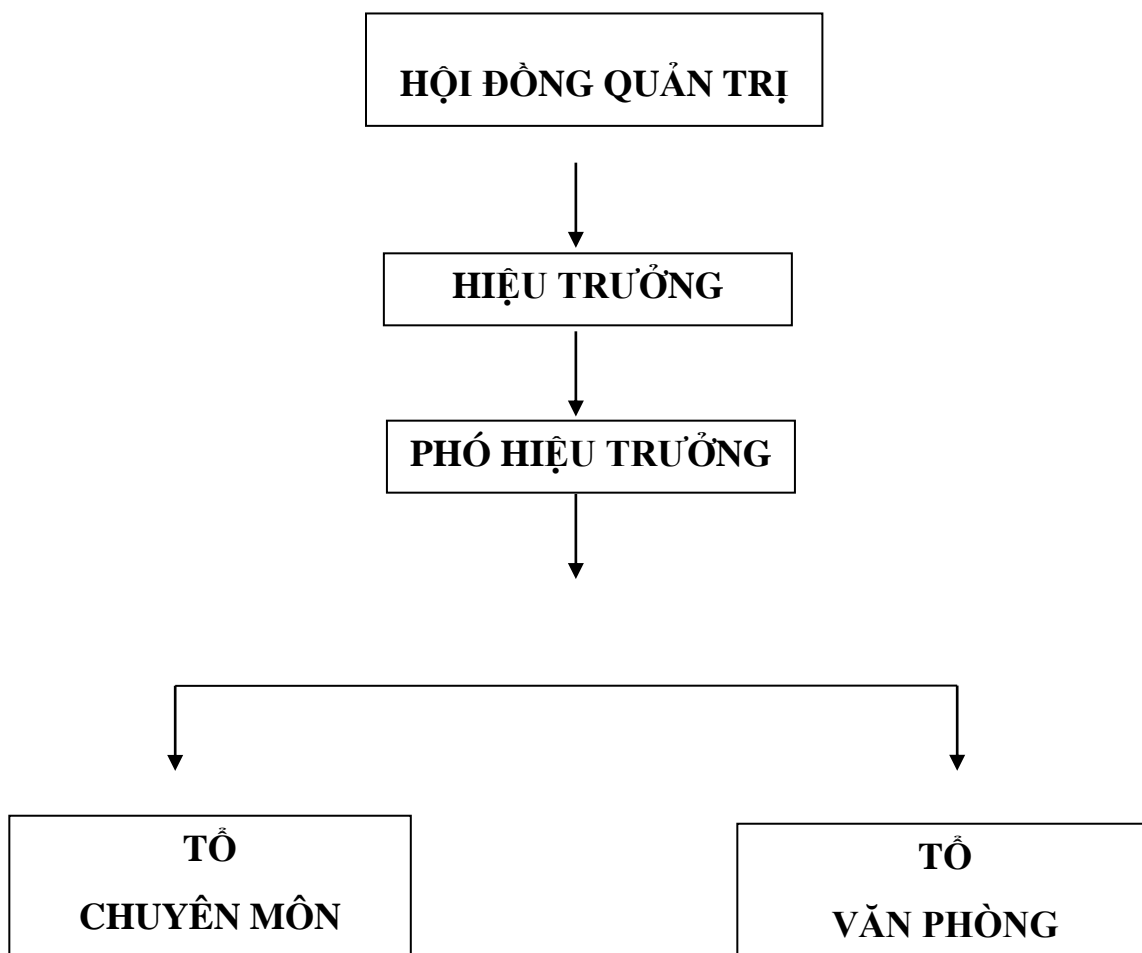 HỘI ĐỒNG QUẢN TRỊ
HIỆU TRƯỞNG
PHÓ HIỆU TRƯỞNG
TỔ
CHUYÊN MÔN
TỔ
VĂN PHÒNG